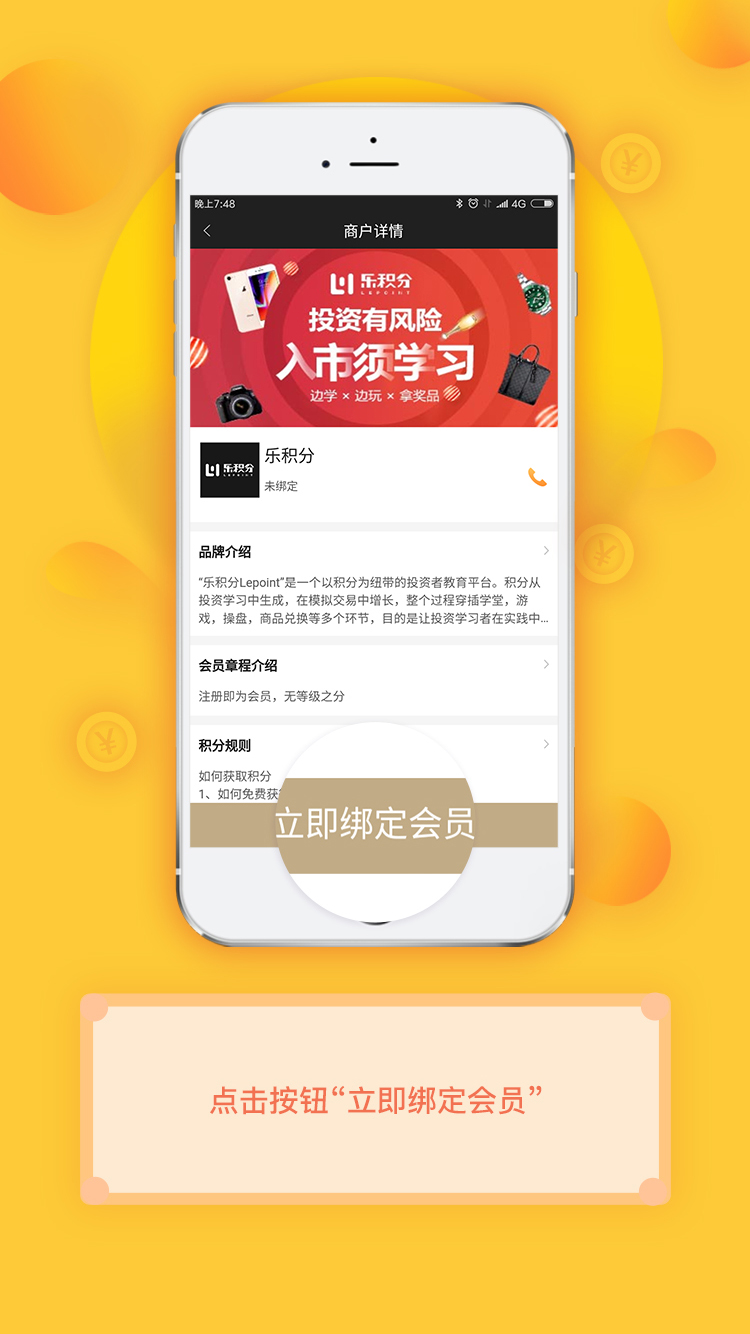 晚上7:48
4G
商户详情
乐积分
LEPOINT
投资有风险
入市须学习
边学 × 边玩 × 拿奖品
乐积分
LEPOINT
乐积分
未绑定
品牌介绍
“乐积分Lepoint”是一个以积分为纽带的投资者教育平台。积分从
投资学习中生成，在模拟交易中增长，整个过程穿插学堂，游
戏，操盘，商品兑换等多个环节，目的是让投资学习者在实践中...
会员章程介绍
注册即为会员，无等级之分
积分规则
如何获取积分
1、如何免费获
立即绑定会员
点击按钮“立即绑定会员”